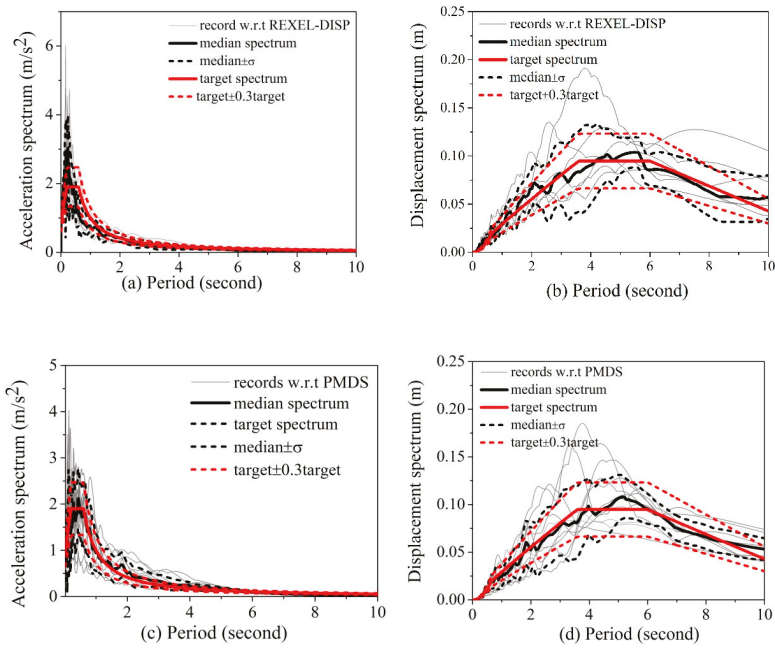 Acceleration spectrum (m/s²)
8
6
4
2
0
record w.r.t REXEL-DISP
median spectrum
median±σ
target spectrum
target±0.3target
0 2 4 6 8 10
(a) Period (second)
Displacement spectrum (m)
0.25
0.20
0.15
0.10
0.05
0.00
records w.r.t REXEL-DISP
median spectrum
target spectrum
median±σ
target±0.3target
0 2 4 6 8 10
(b) Period (second)
Acceleration spectrum (m/s²)
5
4
3
2
1
0
records w.r.t PMDS
median spectrum
target spectrum
median±σ
target±0.3target
0 2 4 6 8 10
(c) Period (second)
Displacement spectrum (m)
0.25
0.20
0.15
0.10
0.05
0.00
records w.r.t PMDS
median spectrum
target spectrum
median±σ
target±0.3target
0 2 4 6 8 10
(d) Period (second)